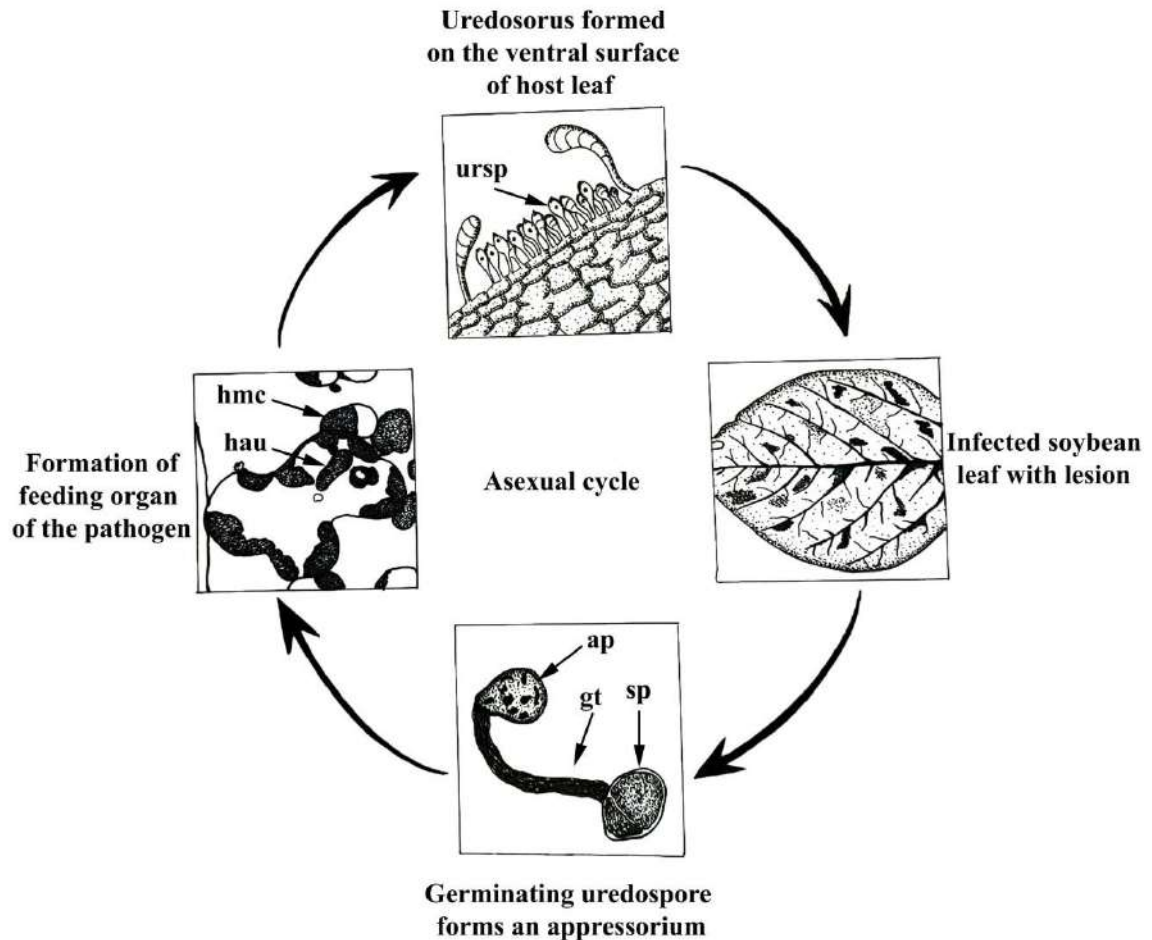 Uredosorus formed
on the ventral surface
of host leaf
ursp
hmc
hau
Formation of
feeding organ
of the pathogen
Asexual cycle
Infected soybean
leaf with lesion
ap
gt
sp
Germinating uredospore
forms an appressorium